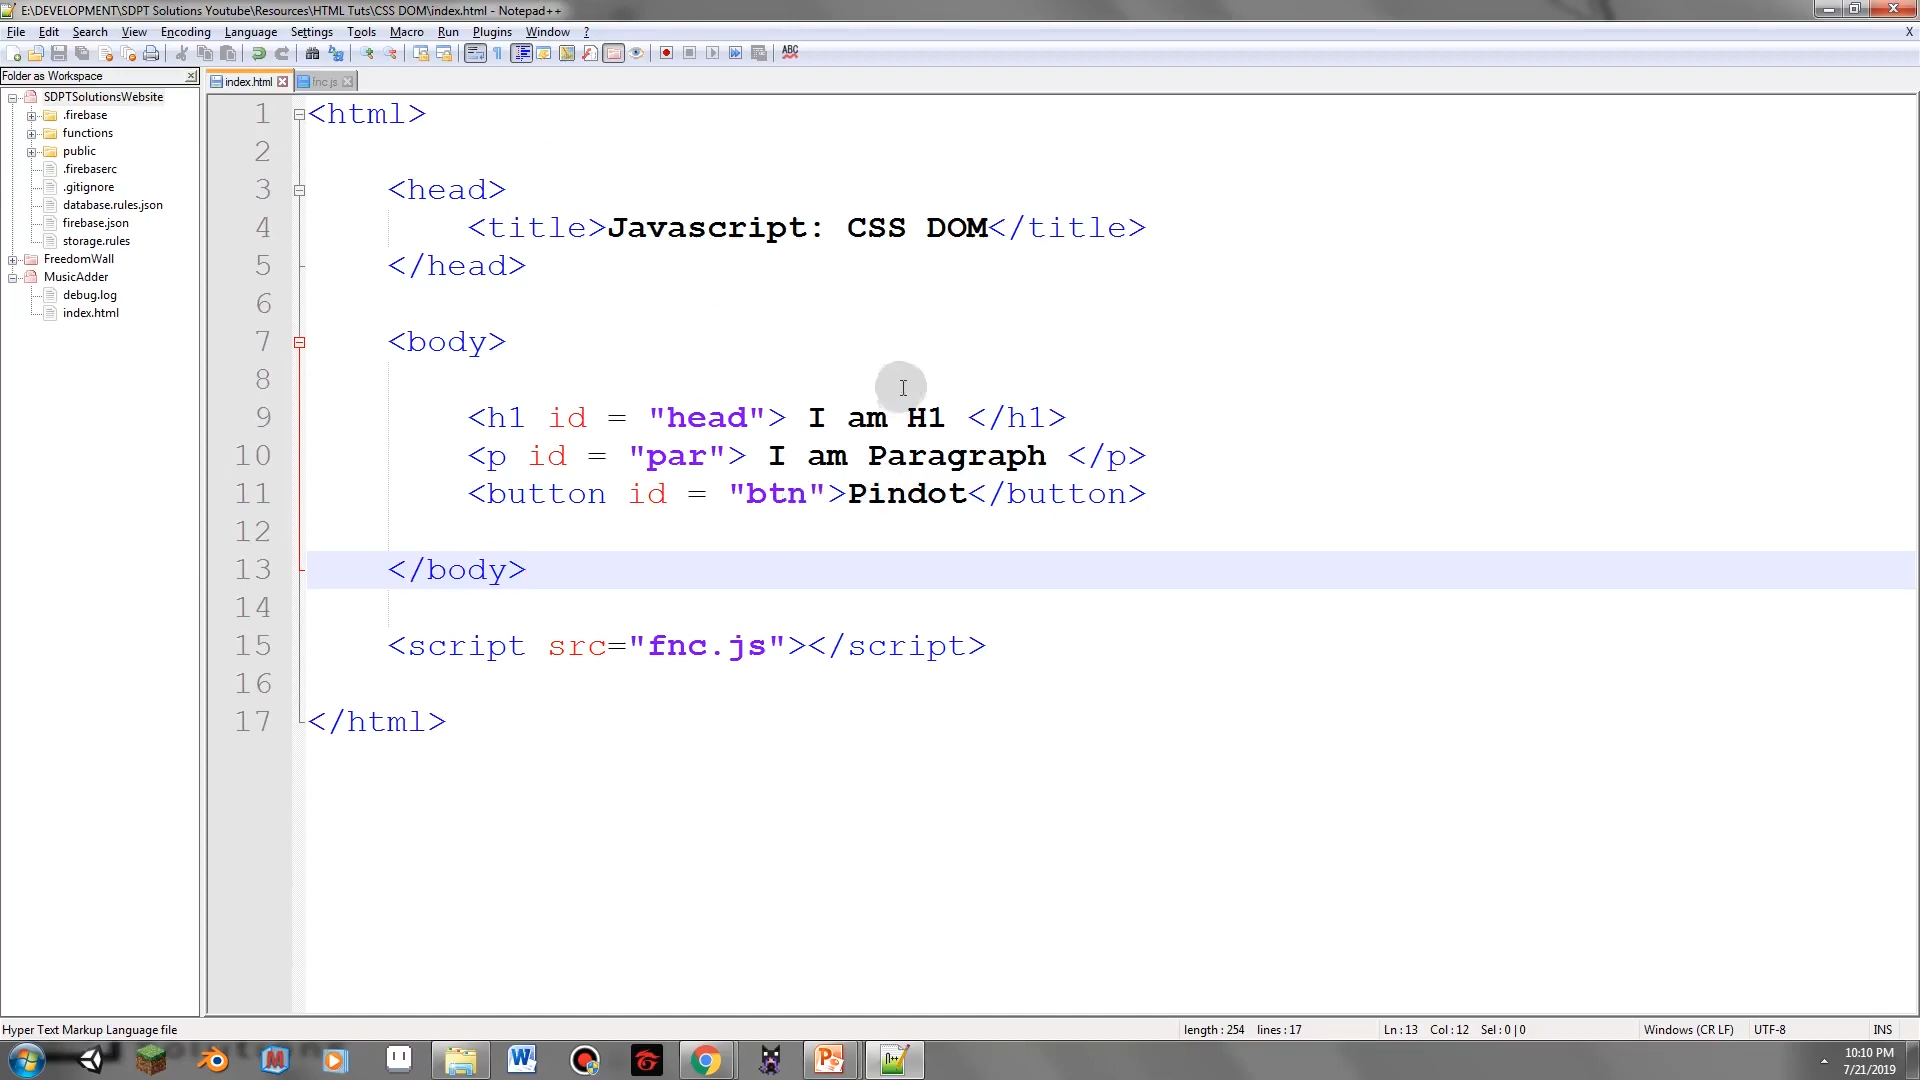 E:\DEVELOPMENT\SDPT Solutions Youtube\Resources\HTML Tuts\CSS DOM\index.html - Notepad++
File Edit Search View Encoding Language Settings Tools Macro Run Plugins Window ? X
ABC
Folder as Workspace
index.html fnc.js
SDPTSolutionsWebsite
.firebase
functions
public
.firebaserc
.gitignore
database.rules.json
firebase.json
storage.rules
FreedomWall
MusicAdder
debug.log
index.html
1 <html>
2
3 <head>
4 <title>Javascript: CSS DOM</title>
5 </head>
6
7 <body>
8
9 <h1 id = "head"> I am H1 </h1>
10 <p id = "par"> I am Paragraph </p>
11 <button id = "btn">Pindot</button>
12
13 </body>
14
15 <script src="fnc.js"></script>
16
17 </html>
Hyper Text Markup Language file length : 254 lines : 17 Ln : 13 Col : 12 Sel : 0 | 0 Windows (CR LF) UTF-8 INS
10:10 PM
7/21/2019